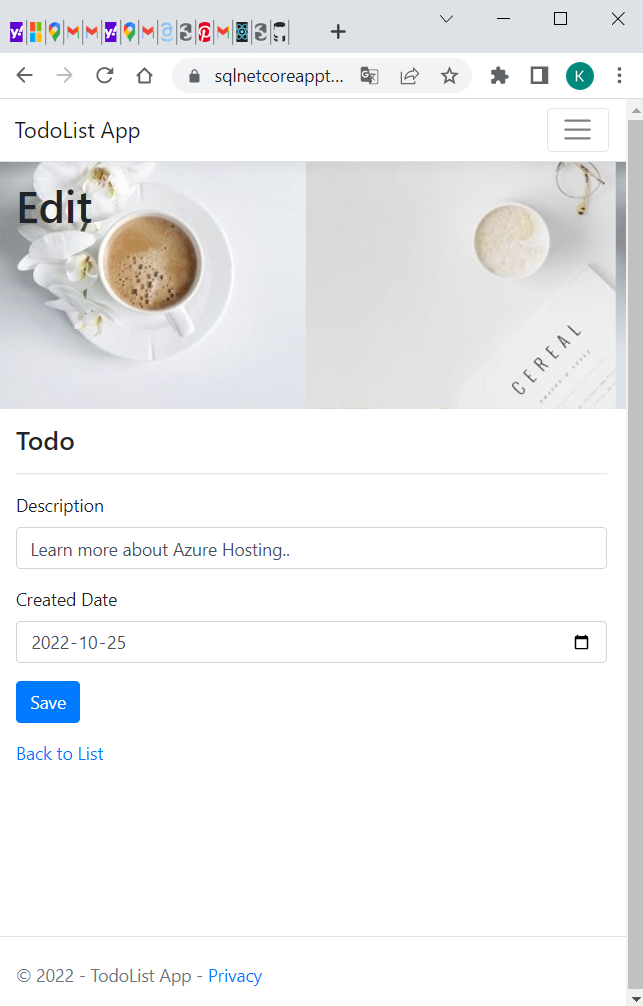 sqlnetcoreappt...
K
TodoList App
Edit
CEREAL
Todo
Description
Learn more about Azure Hosting..
Created Date
2022-10-25
Save
Back to List
© 2022 - TodoList App - Privacy